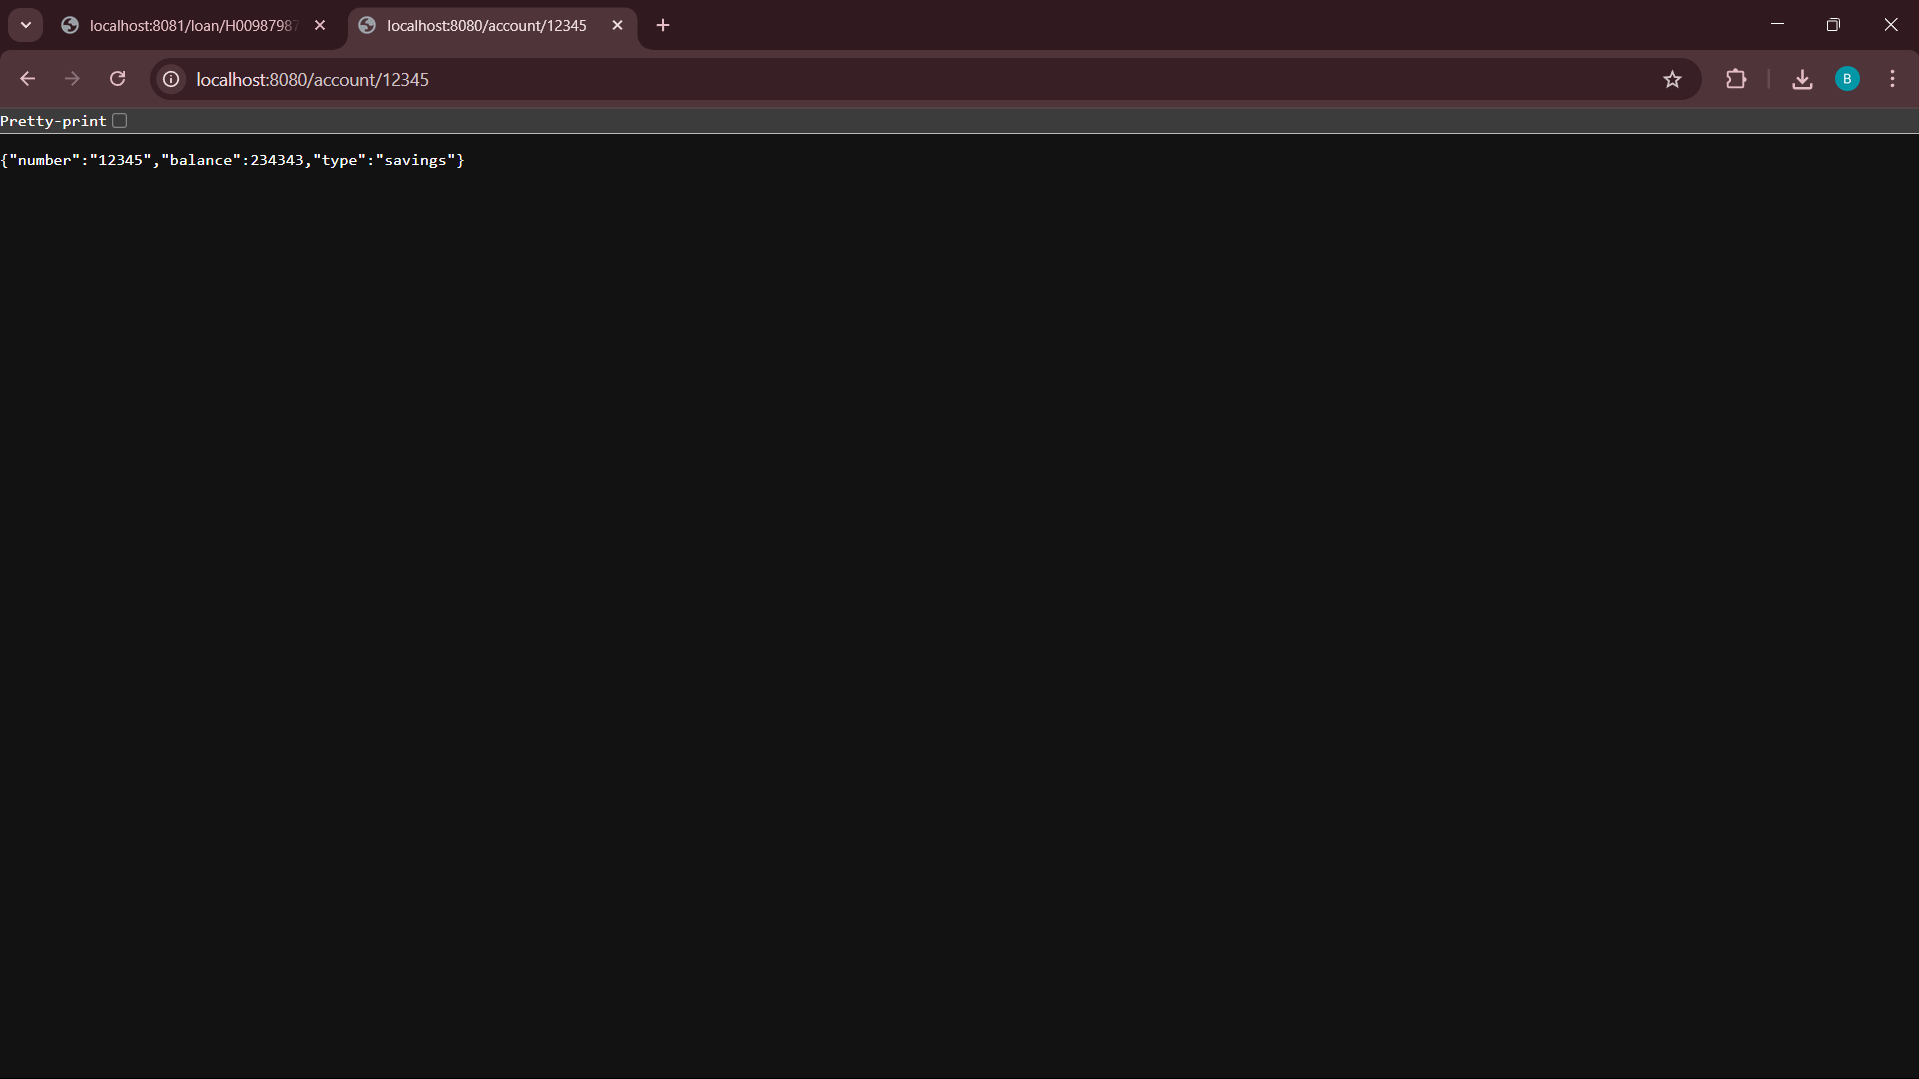 localhost:8081/loan/H0098798
localhost:8080/account/12345
localhost:8080/account/12345
B
Pretty-print
{"number":"12345","balance":234343,"type":"savings"}